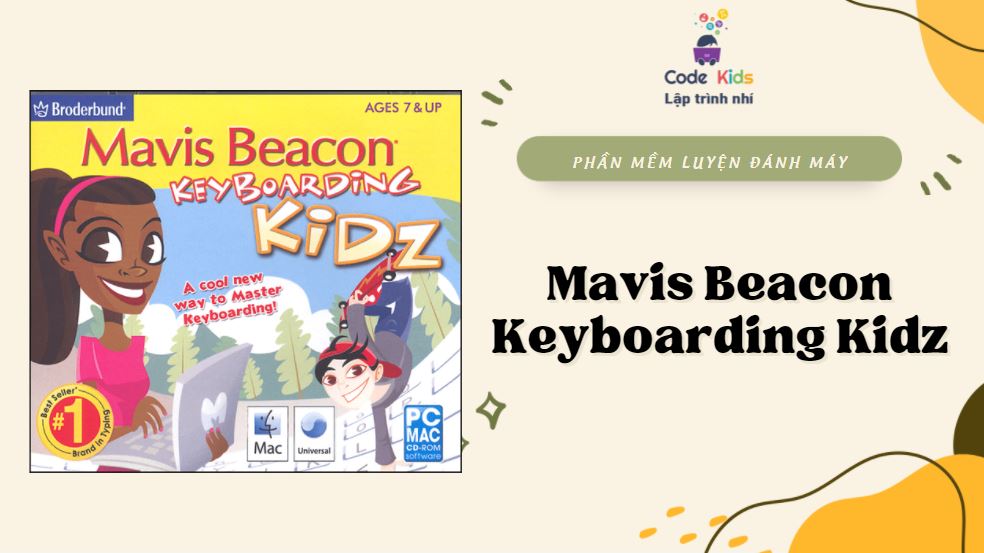 Broderbund®
AGES 7 & UP
Mavis Beacon®
KEYBOARDING
KiDZ
A cool new
way to Master
Keyboarding!
Best Seller*
#1
Brand in Typing
Mac
Universal
PC
MAC
CD-ROM
software
Code Kids
Lập trình nhí
PHẦN MỀM LUYỆN ĐÁNH MÁY
Mavis Beacon
Keyboarding Kidz